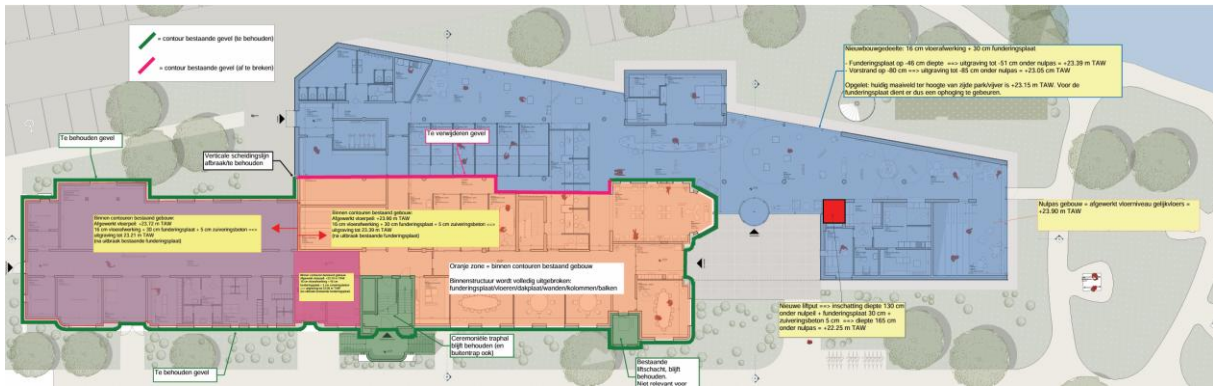 = contour bestaande gevel (te behouden)
= contour bestaande gevel (af te breken)
Nieuwbouwgedeelte: 16 cm vloerafwerking + 30 cm funderingsplaat
- Funderingsplaat op -46 cm diepte ==> uitgraving tot -51 cm onder nulpas = +23.39 m TAW
- Vorstrand op -80 cm ==> uitgraving tot -85 cm onder nulpas = +23.05 cm TAW
Opgelet: huidig maaiveld ter hoogte van zijde park/vijver is +23.15 m TAW. Voor de
funderingsplaat dient er dus een ophoging te gebeuren.
Te behouden gevel
Te verwijderen gevel
Verticale scheidingslijn
afbraak/te behouden
Binnen contouren bestaand gebouw:
Afgewerkt vloerpeil: +23.72 m TAW
16 cm vloerafwerking + 30 cm funderingsplaat + 5 cm zuiveringsbeton ==>
uitgraving tot 23.21 m TAW
(na uitbraak bestaande funderingsplaat)
Binnen contouren bestaand gebouw:
Afgewerkt vloerpeil: +23.90 m TAW
16 cm vloerafwerking + 30 cm funderingsplaat + 5 cm zuiveringsbeton ==>
uitgraving tot 23.39 m TAW
(na uitbraak bestaande funderingsplaat)
Nulpas gebouw = afgewerkt vloerniveau gelijkvloers =
+23.90 m TAW
Oranje zone = binnen contouren bestaand gebouw
Binnenstructuur wordt volledig uitgebroken:
funderingsplaat/vloeren/dakplaat/wanden/kolommen/balken
Nieuwe liftput ==> inschatting diepte 130 cm
onder nulpeil + funderingsplaat 30 cm +
zuiveringsbeton 5 cm ==> diepte 165 cm
onder nulpas = +22.25 m TAW
Ceremoniële traphal
blijft behouden (en
buitentrap ook)
Te behouden gevel
Bestaande
liftschacht, blijft
behouden.
Niet relevant voor